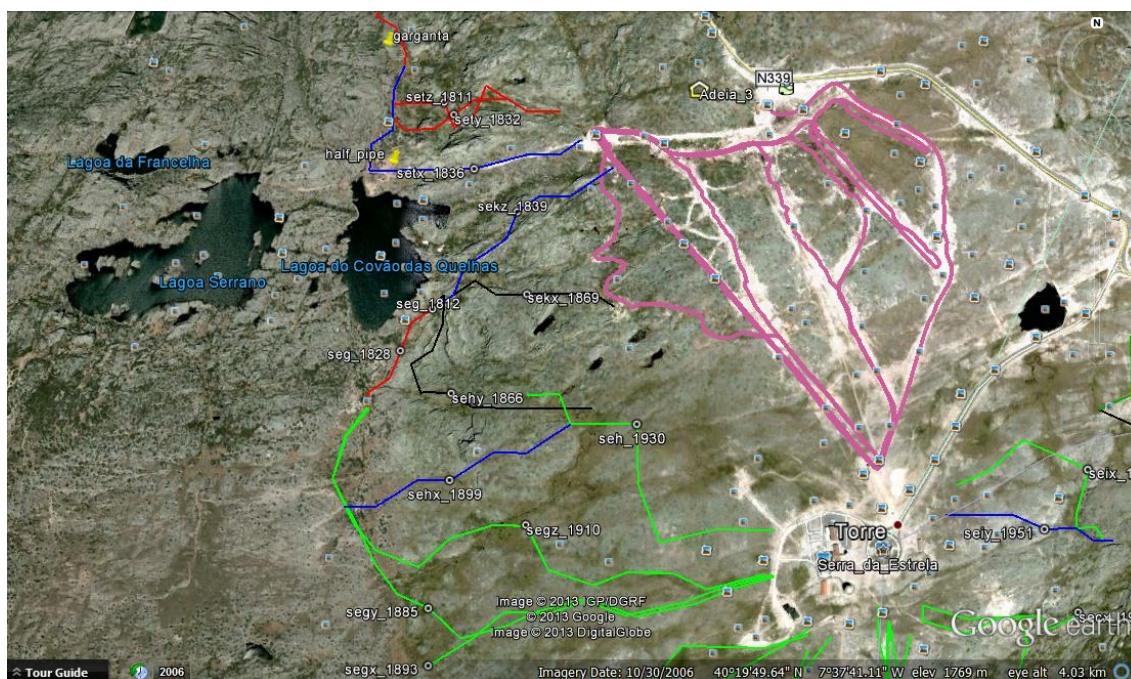 garganta
N
N339
setz_1811
Adeia_3
sety_1832
Lagoa da Francelha
half_pipe
setx_1836
sekz_1839
Lagoa do Covão das Quelhas
Lagoa Serrano
seg_1812
sekx_1869
seg_1828
sehy_1866
seh_1930
seix_1
sehx_1899
segz_1910
Torre
seiy_1951
Serra_da_Estrela
segy_1885
Image © 2013 IGP/DGRF
© 2013 Google
Image © 2013 DigitalGlobe
secx_19
Google earth
segx_1893
Tour Guide
2006
Imagery Date: 10/30/2006 40°19'49.64" N 7°37'41.11" W elev 1769 m eye alt 4.03 km